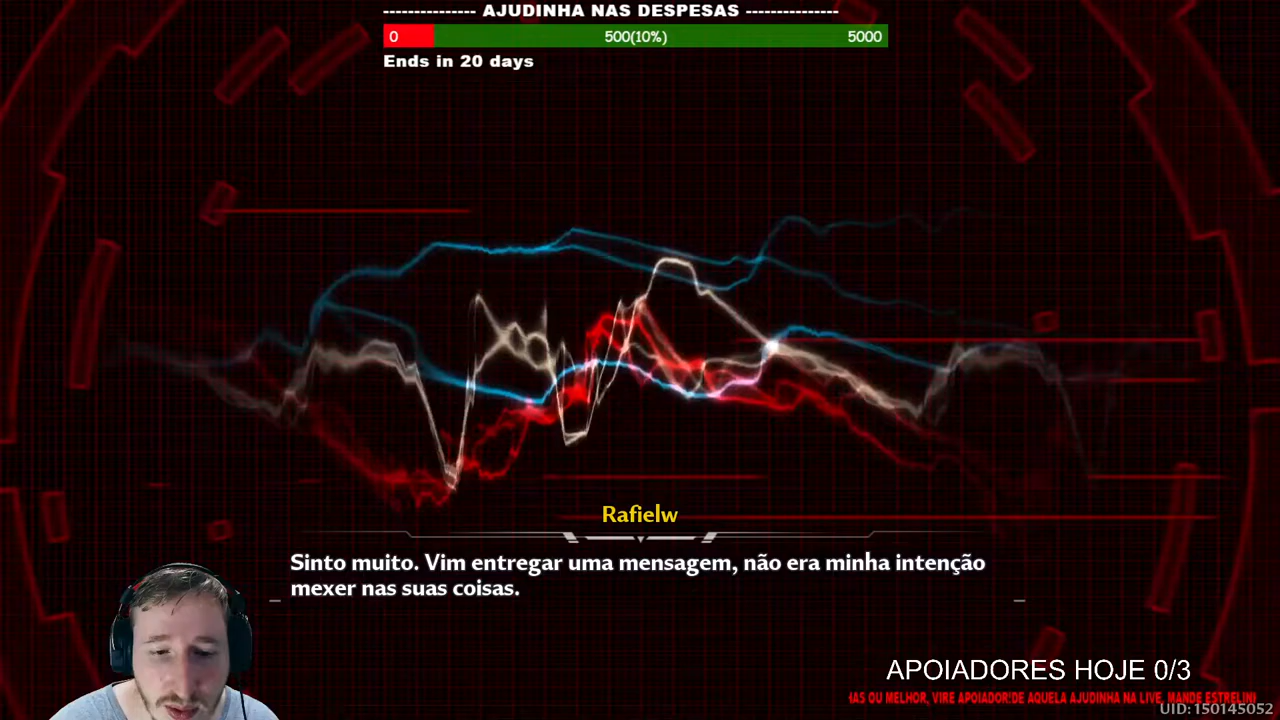 --------------- AJUDINHA NAS DESPESAS ---------------
0 500(10%) 5000
Ends in 20 days
Rafielw
Sinto muito. Vim entregar uma mensagem, não era minha intenção
mexer nas suas coisas.
APOIADORES HOJE 0/3
OU MELHOR, VIRE APOIADOR!DE AQUELA AJUDINHA NA LIVE, MANDE
UID: 150145052